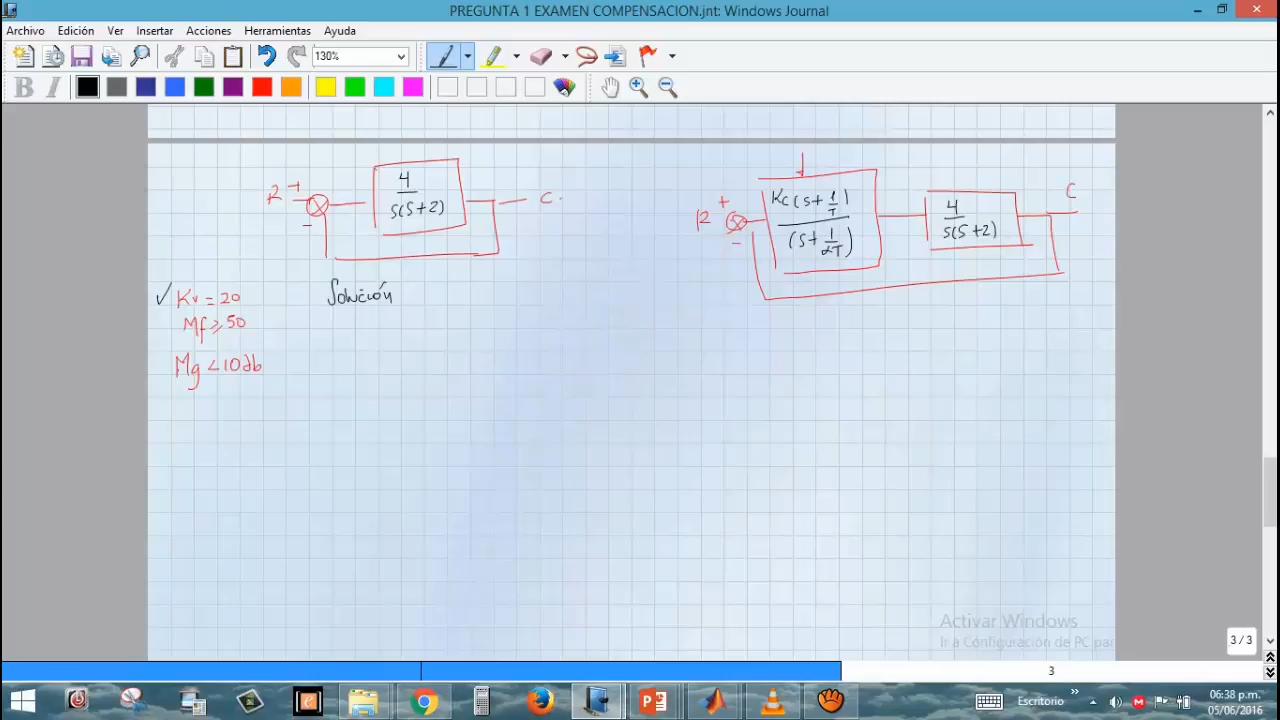 PREGUNTA 1 EXAMEN COMPENSACION.jnt: Windows Journal
Archivo Edición Ver Insertar Acciones Herramientas Ayuda
130%
B I
R + - 4 / s(s+2) C
R + - Kc(s+1/T) / (s+1/αT) 4 / s(s+2) C
✓ Kv = 20
Solución
Mf ≥ 50
Mg < 10 db
Activar Windows
Ir a Configuración de PC par
3 / 3
3
Escritorio
06:38 p.m.
05/06/2016